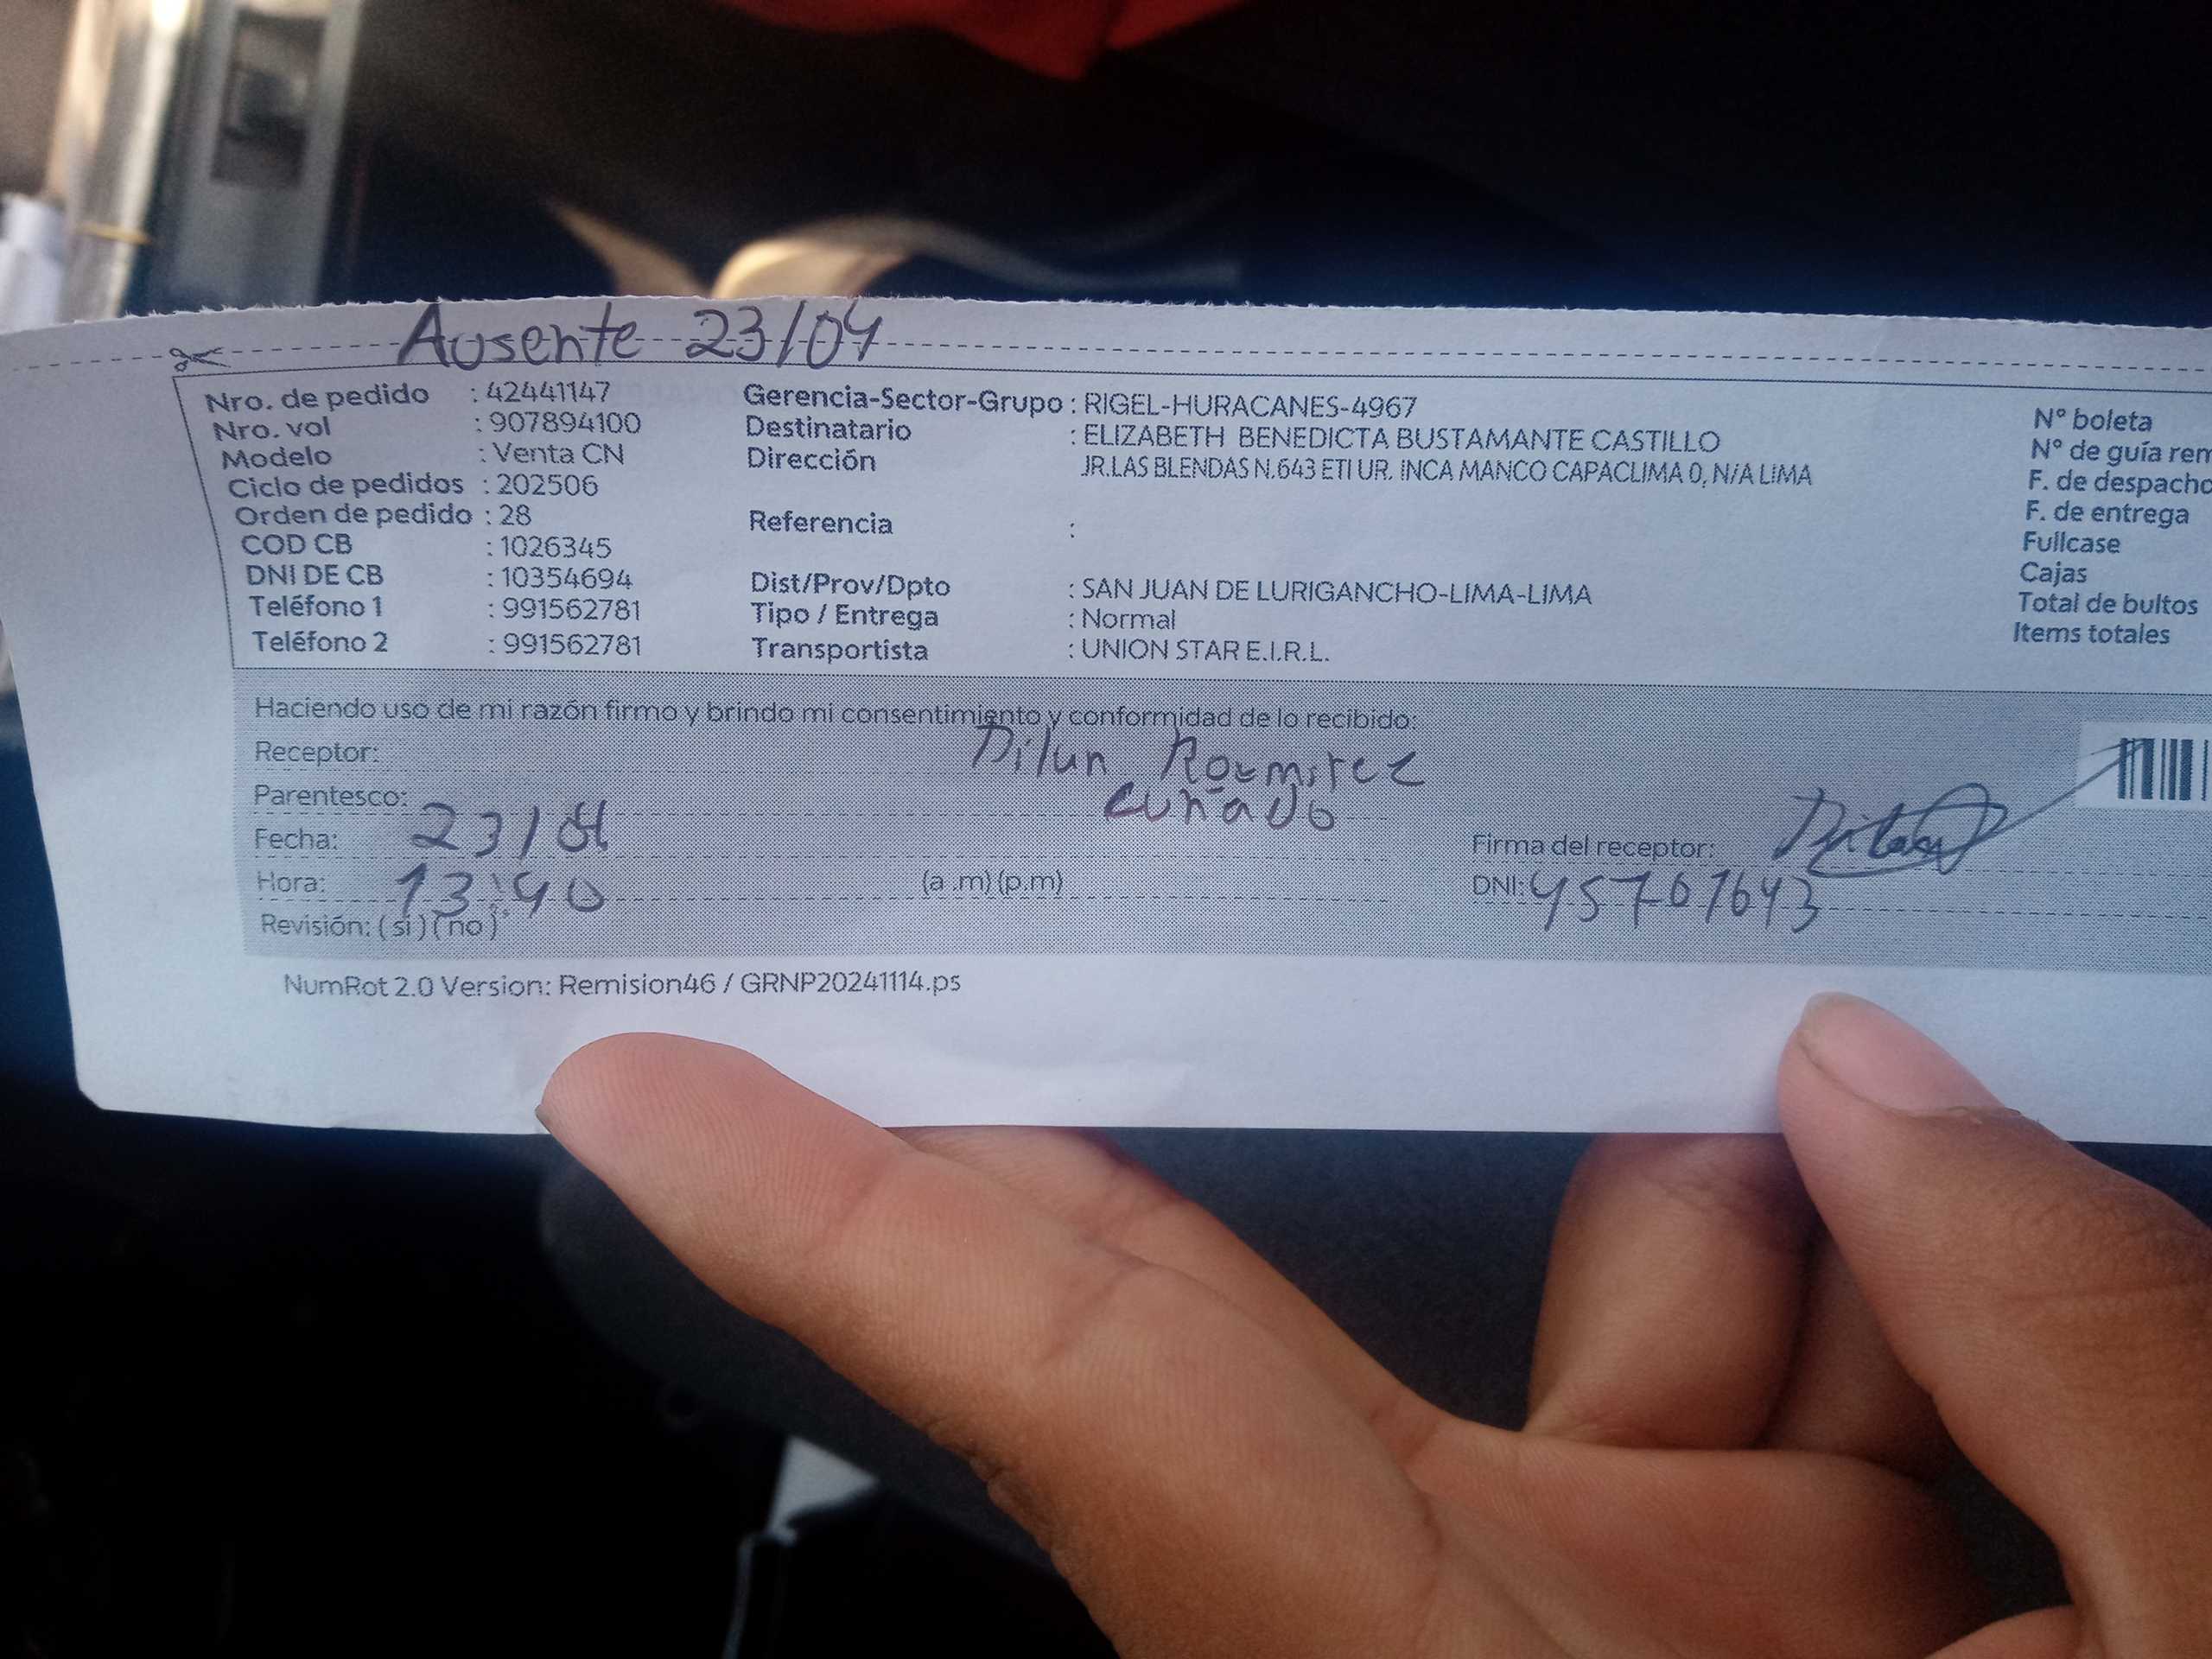 Ausente 23/04
Nro. de pedido : 42441147
Nro. vol : 907894100
Modelo : Venta CN
Ciclo de pedidos : 202506
Orden de pedido : 28
COD CB : 1026345
DNI DE CB : 10354694
Teléfono 1 : 991562781
Teléfono 2 : 991562781
Gerencia-Sector-Grupo : RIGEL-HURACANES-4967
Destinatario : ELIZABETH BENEDICTA BUSTAMANTE CASTILLO
Dirección JR.LAS BLENDAS N.643 ETI UR. INCA MANCO CAPACLIMA 0, N/A LIMA
Referencia :
Dist/Prov/Dpto : SAN JUAN DE LURIGANCHO-LIMA-LIMA
Tipo / Entrega : Normal
Transportista : UNION STAR E.I.R.L.
N° boleta
N° de guía rem
F. de despacho
F. de entrega
Fullcase
Cajas
Total de bultos
Items totales
Haciendo uso de mi razón firmo y brindo mi consentimiento y conformidad de lo recibido:
Receptor: Dilun
Parentesco: cuñado
Fecha: 23/04
Hora: 13:40 (a .m) (p.m)
Revisión: ( si ) ( no )
Firma del receptor:
DNI: 45767643
NumRot 2.0 Version: Remision46 / GRNP20241114.ps